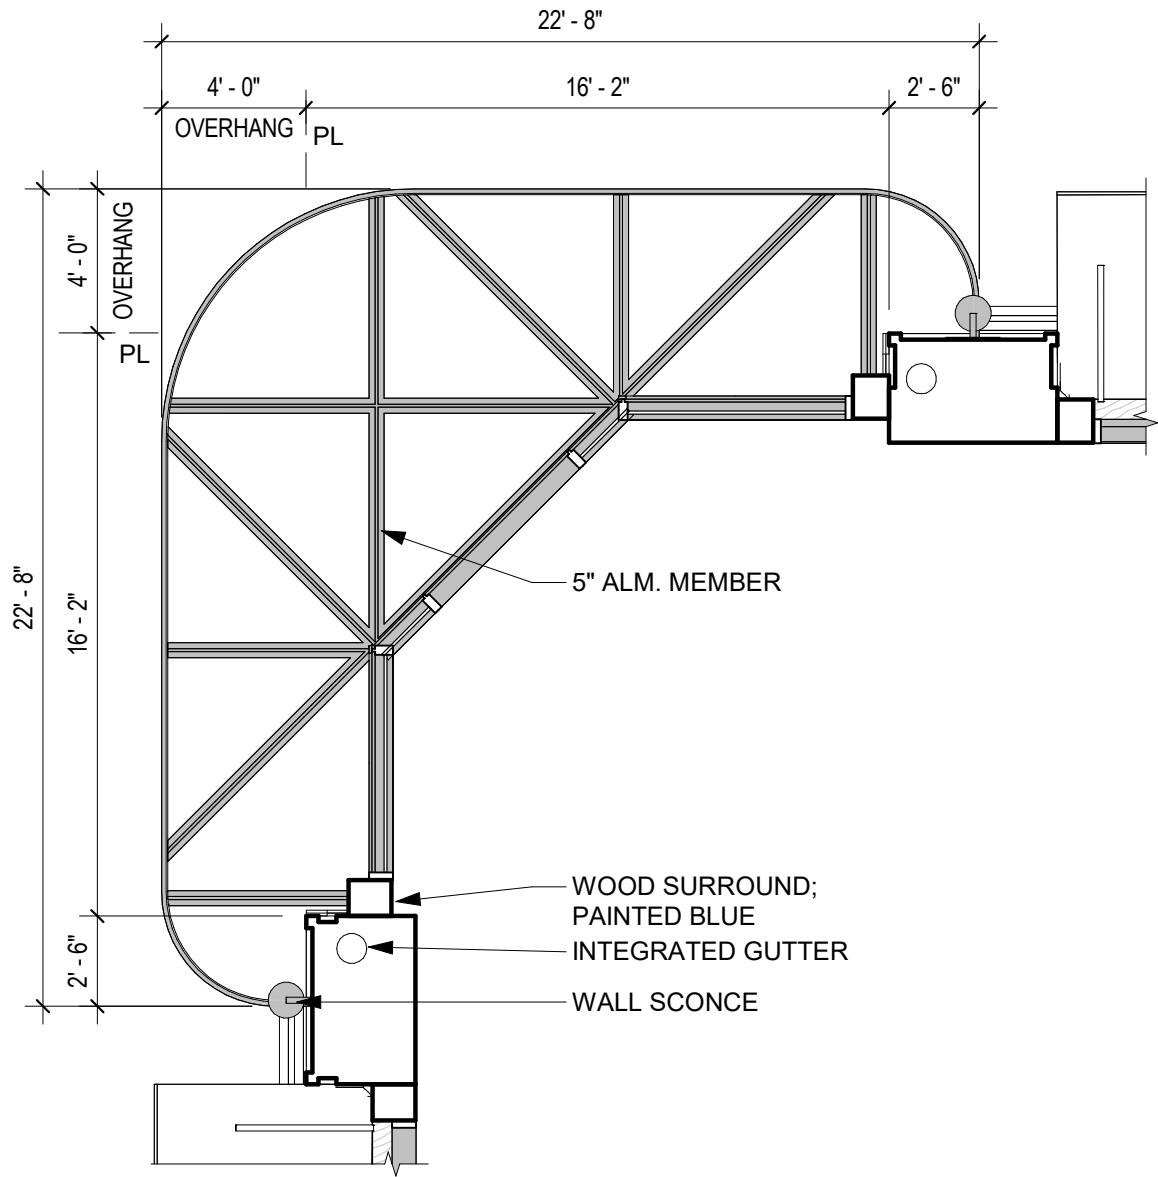 22' - 8"
4' - 0"
16' - 2"
2' - 6"
OVERHANG
PL
4' - 0"
OVERHANG
PL
22' - 8"
16' - 2"
5" ALM. MEMBER
WOOD SURROUND;
PAINTED BLUE
INTEGRATED GUTTER
2' - 6"
WALL SCONCE